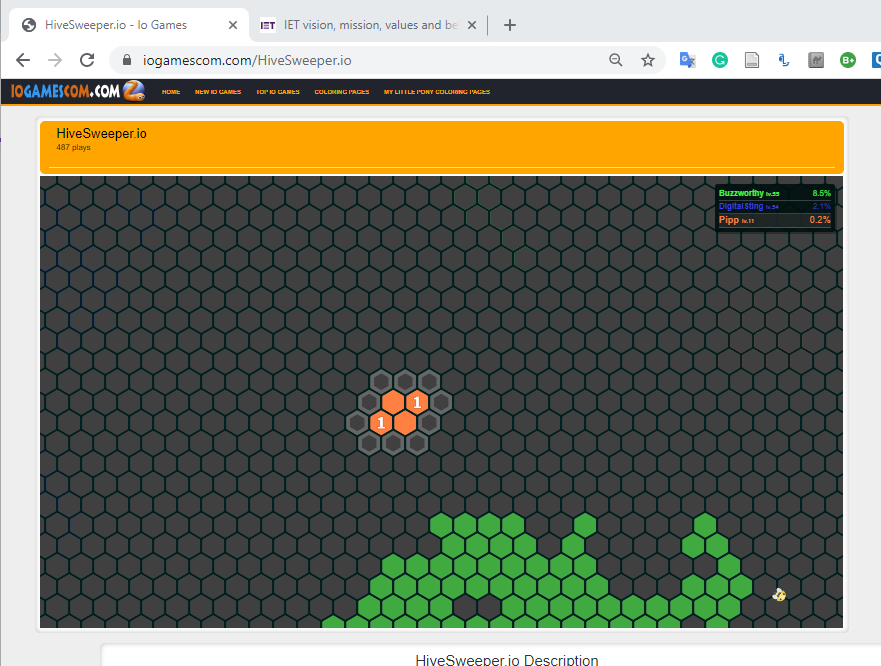 HiveSweeper.io - Io Games
IET vision, mission, values and be
iogamescom.com/HiveSweeper.io
B+
IOGAMESCOM.COM
HOME NEW IO GAMES TOP IO GAMES COLORING PAGES MY LITTLE PONY COLORING PAGES
HiveSweeper.io
487 plays
Buzzworthy lv.55 8.5%
Digital$ting lv.54 2.1%
Pipp lv.11 0.2%
1
1
HiveSweeper.io Description